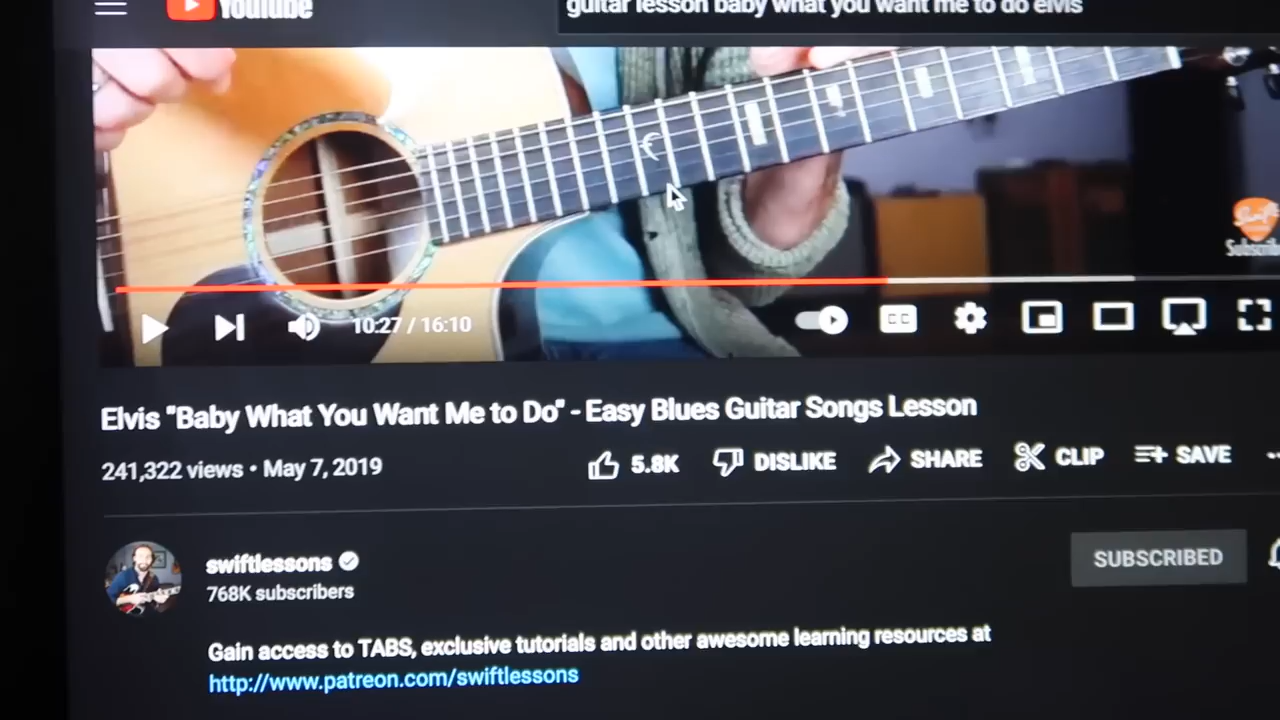 YouTube
guitar lesson baby what you want me to do elvis
Swift
10:27 / 16:10
CC
Elvis "Baby What You Want Me to Do" - Easy Blues Guitar Songs Lesson
241,322 views • May 7, 2019
5.8K DISLIKE SHARE CLIP SAVE
swiftlessons
768K subscribers
SUBSCRIBED
Gain access to TABS, exclusive tutorials and other awesome learning resources at
http://www.patreon.com/swiftlessons